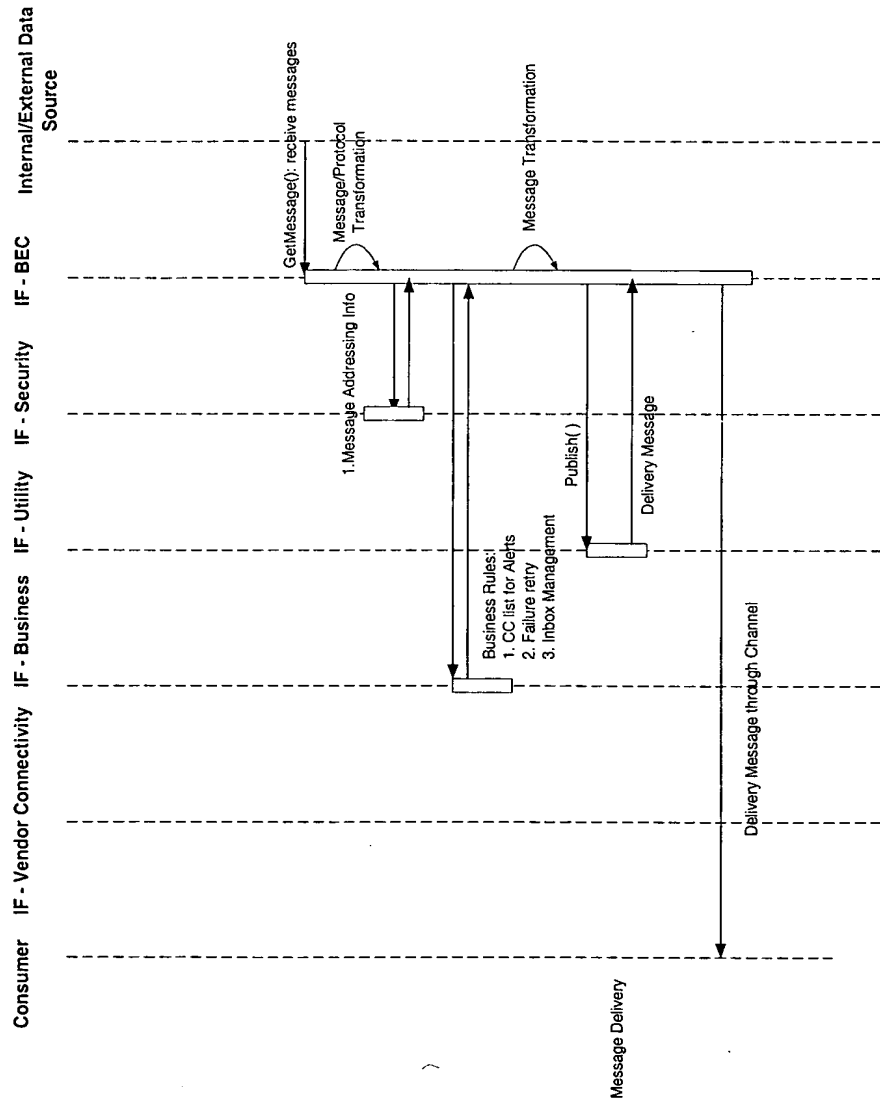 Consumer
IF - Vendor Connectivity
IF - Business
IF - Utility
IF - Security
IF - BEC
Internal/External Data
Source
GetMessage(): receive messages
Message/Protocol
Transformation
1.Message Addressing Info
Business Rules:
1. CC list for Alerts
2. Failure retry
3. Inbox Management
Message Transformation
Publish( )
Delivery Message
Delivery Message through Channel
Message Delivery